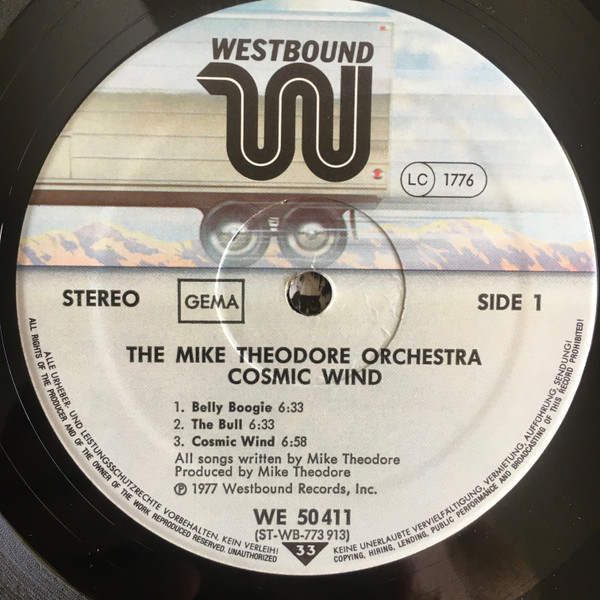 WESTBOUND
W
LC 1776
STEREO
GEMA
SIDE 1
THE MIKE THEODORE ORCHESTRA
COSMIC WIND
1. Belly Boogie 6:33
2. The Bull 6:33
3. Cosmic Wind 6:58
All songs written by Mike Theodore
Produced by Mike Theodore
℗ 1977 Westbound Records, Inc.
WE 50 411
(ST-WB-773 913)
33
ALLE URHEBER- UND LEISTUNGSSCHUTZRECHTE VORBEHALTEN. KEIN VERLEIH! KEINE UNERLAUBTE VERVIELFÄLTIGUNG, VERMIETUNG, AUFFÜHRUNG, SENDUNG!
ALL RIGHTS OF THE PRODUCER AND OF THE OWNER OF THE WORK REPRODUCED RESERVED. UNAUTHORIZED COPYING, HIRING, LENDING, PUBLIC PERFORMANCE AND BROADCASTING OF THIS RECORD PROHIBITED!